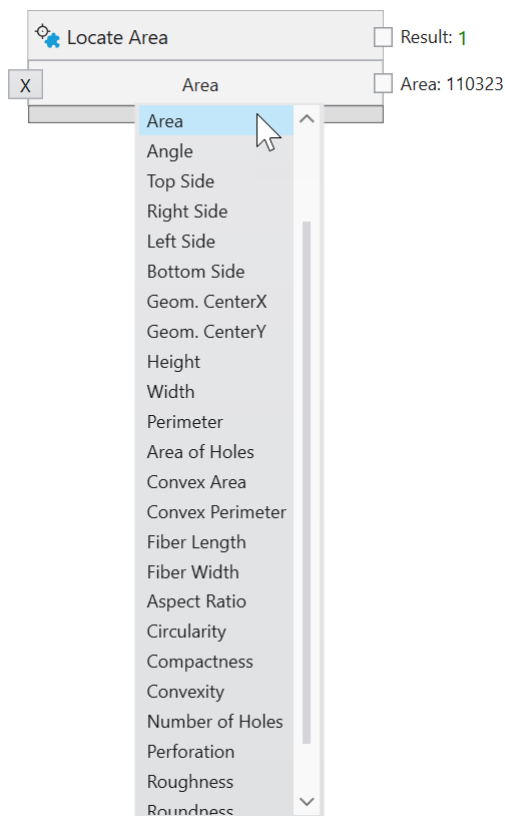 Locate Area
Result: 1
X
Area
Area: 110323
Area
Angle
Top Side
Right Side
Left Side
Bottom Side
Geom. CenterX
Geom. CenterY
Height
Width
Perimeter
Area of Holes
Convex Area
Convex Perimeter
Fiber Length
Fiber Width
Aspect Ratio
Circularity
Compactness
Convexity
Number of Holes
Perforation
Roughness
Roundness